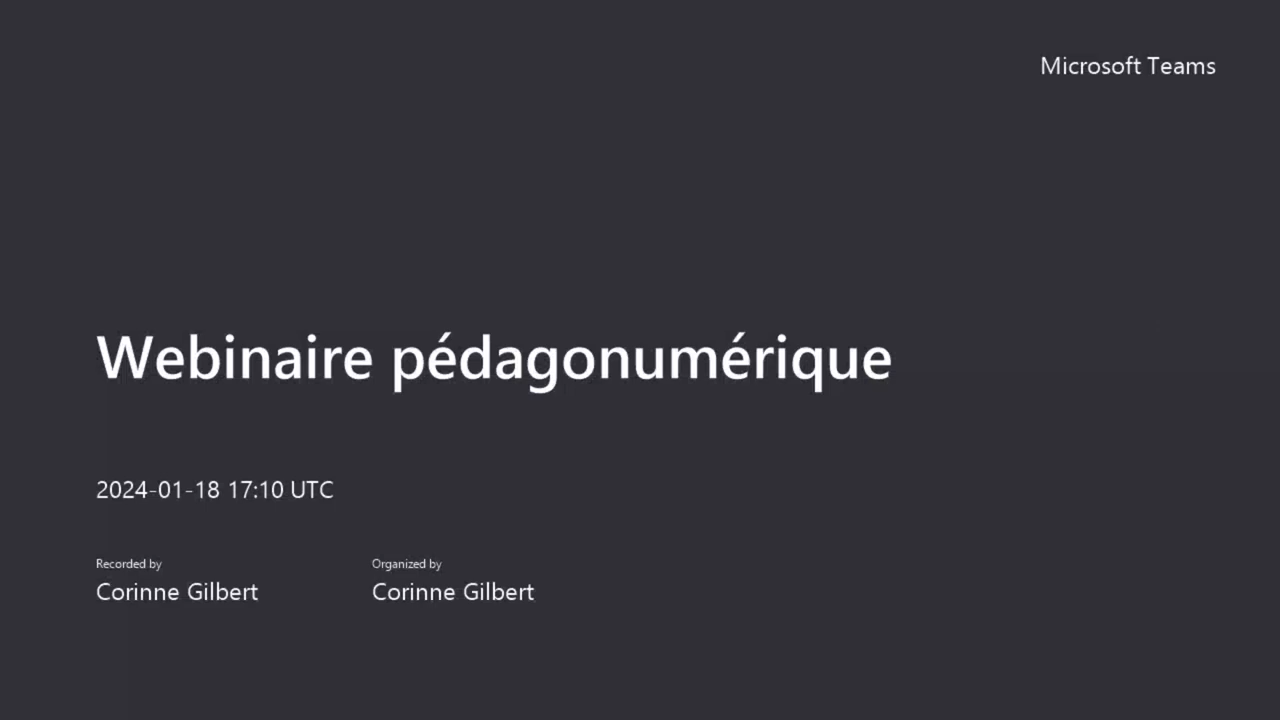 Microsoft Teams
Webinaire pédagonumérique
2024-01-18 17:10 UTC
Recorded by
Corinne Gilbert
Organized by
Corinne Gilbert